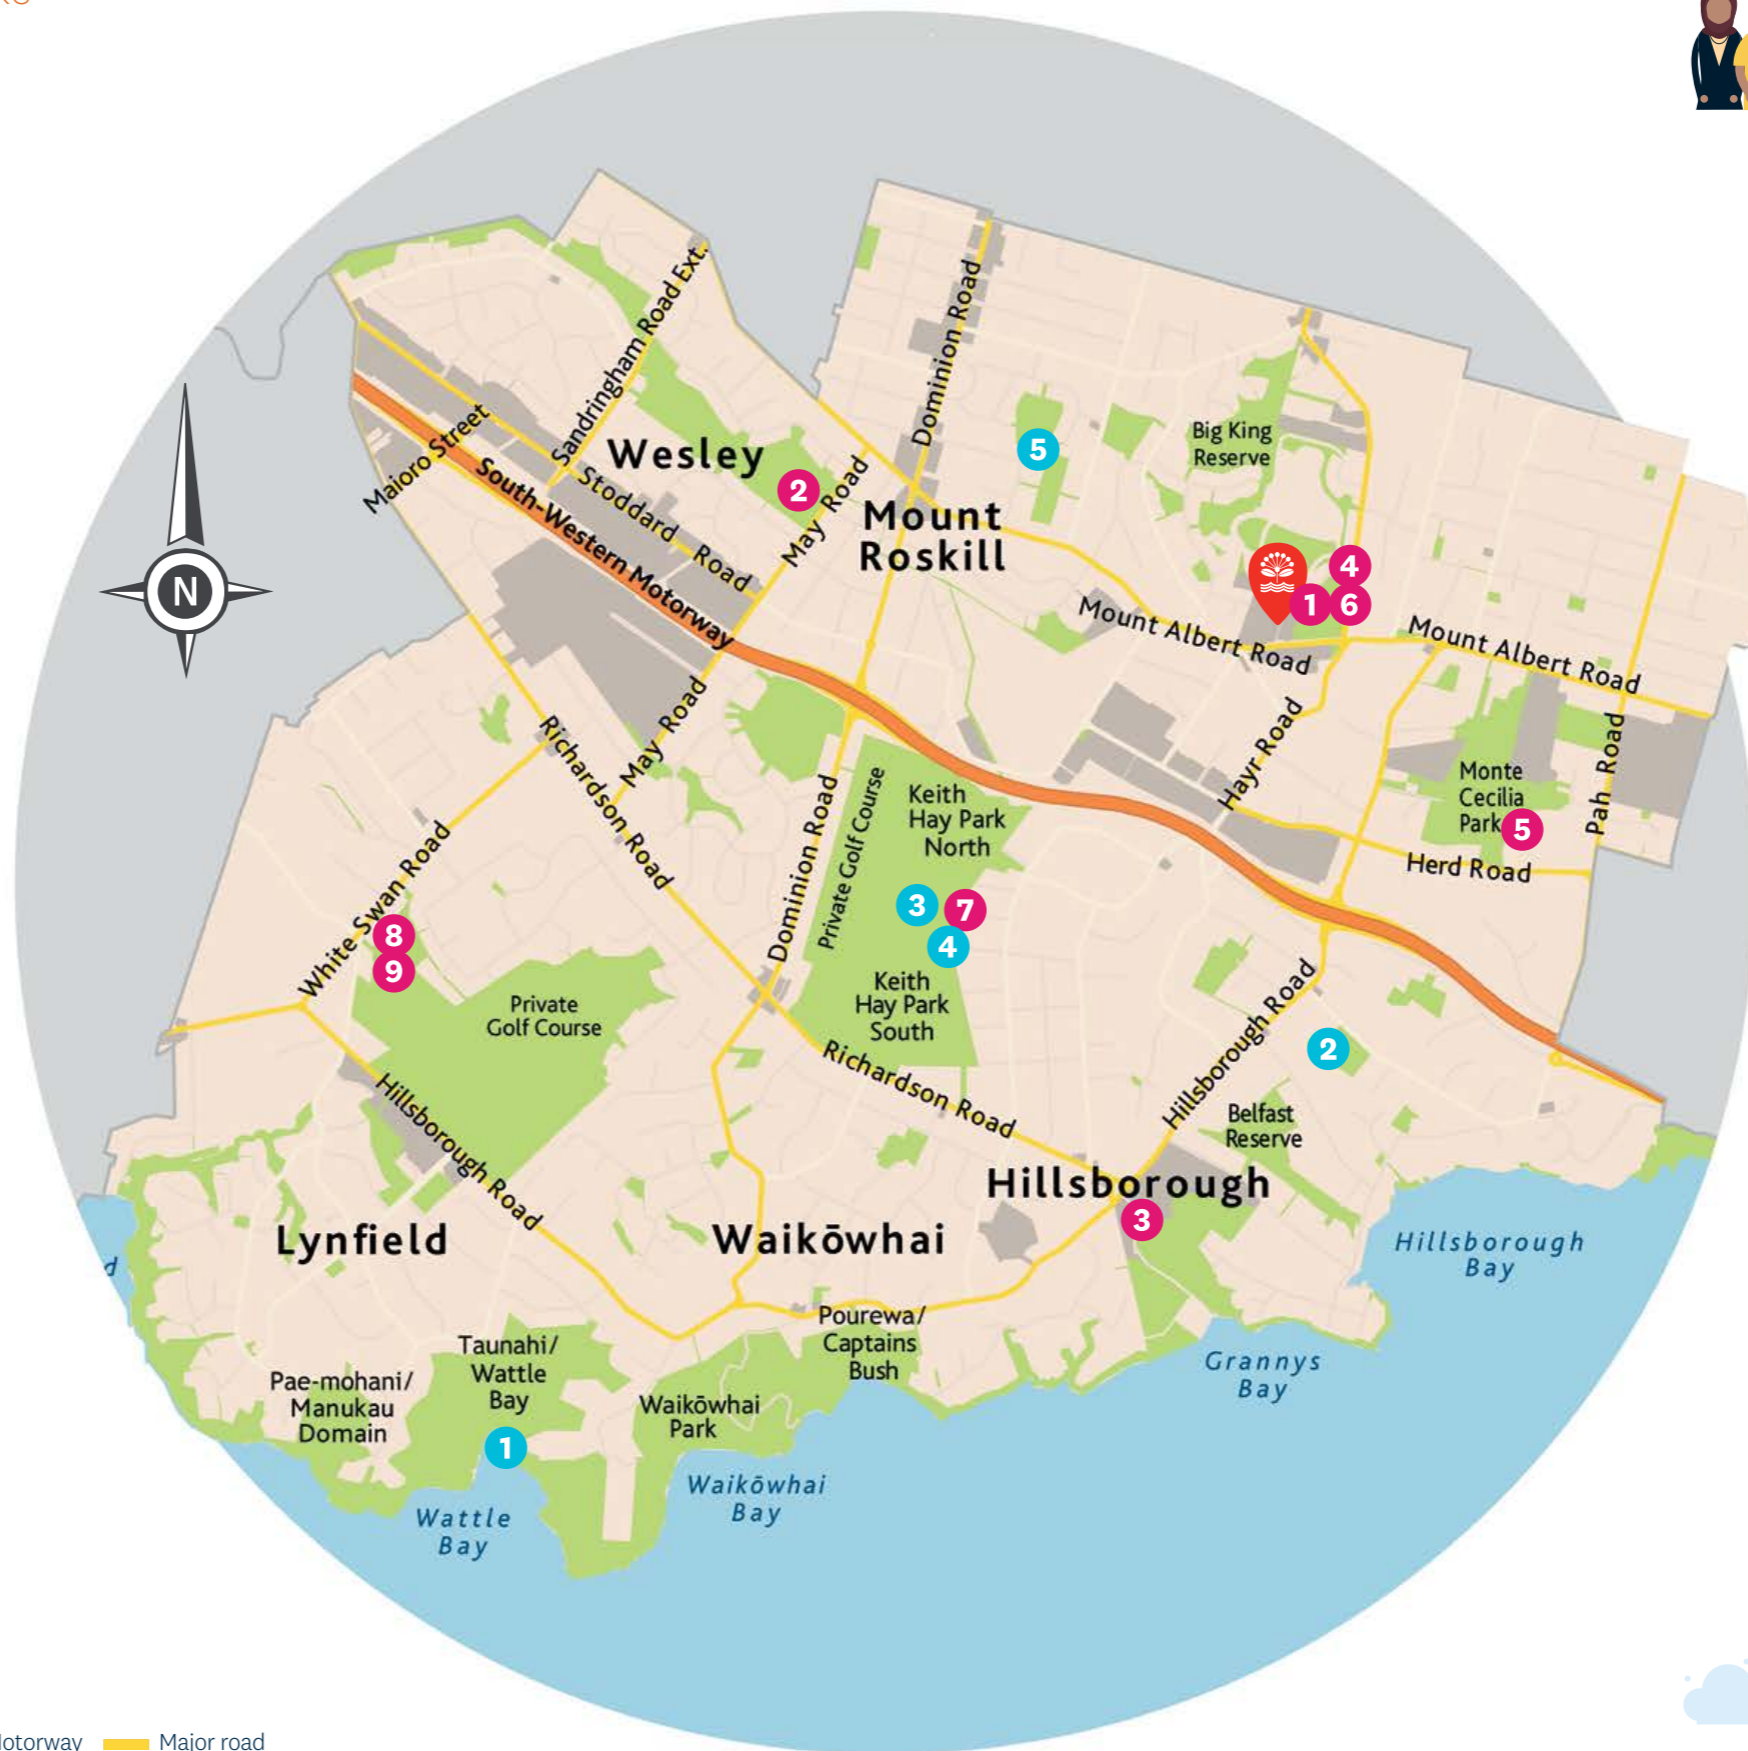 Sandringham Road Ext.
Dominion Road
Maioro Street
Wesley
5
Big King
Reserve
2
South-Western Motorway
Stoddard Road
May Road
Mount
Roskill
N
4
1
6
Mount Albert Road
Mount Albert Road
Richardson Road
May Road
Hayr Road
Pah Road
Monte
Cecilia
Park
5
Herd Road
Private Golf Course
Keith
Hay Park
North
Dominion Road
White Swan Road
8
9
3
7
4
Keith
Hay Park
South
Private
Golf Course
Richardson Road
Hillsborough Road
2
Belfast
Reserve
Hillsborough Road
Hillsborough
3
Lynfield
Waikōwhai
Hillsborough
Bay
d
Pourewa/
Captains
Bush
Taunahi/
Wattle
Bay
Pae-mohani/
Manukau
Domain
Waikōwhai
Park
Grannys
Bay
1
Wattle
Bay
Waikōwhai
Bay
Major road